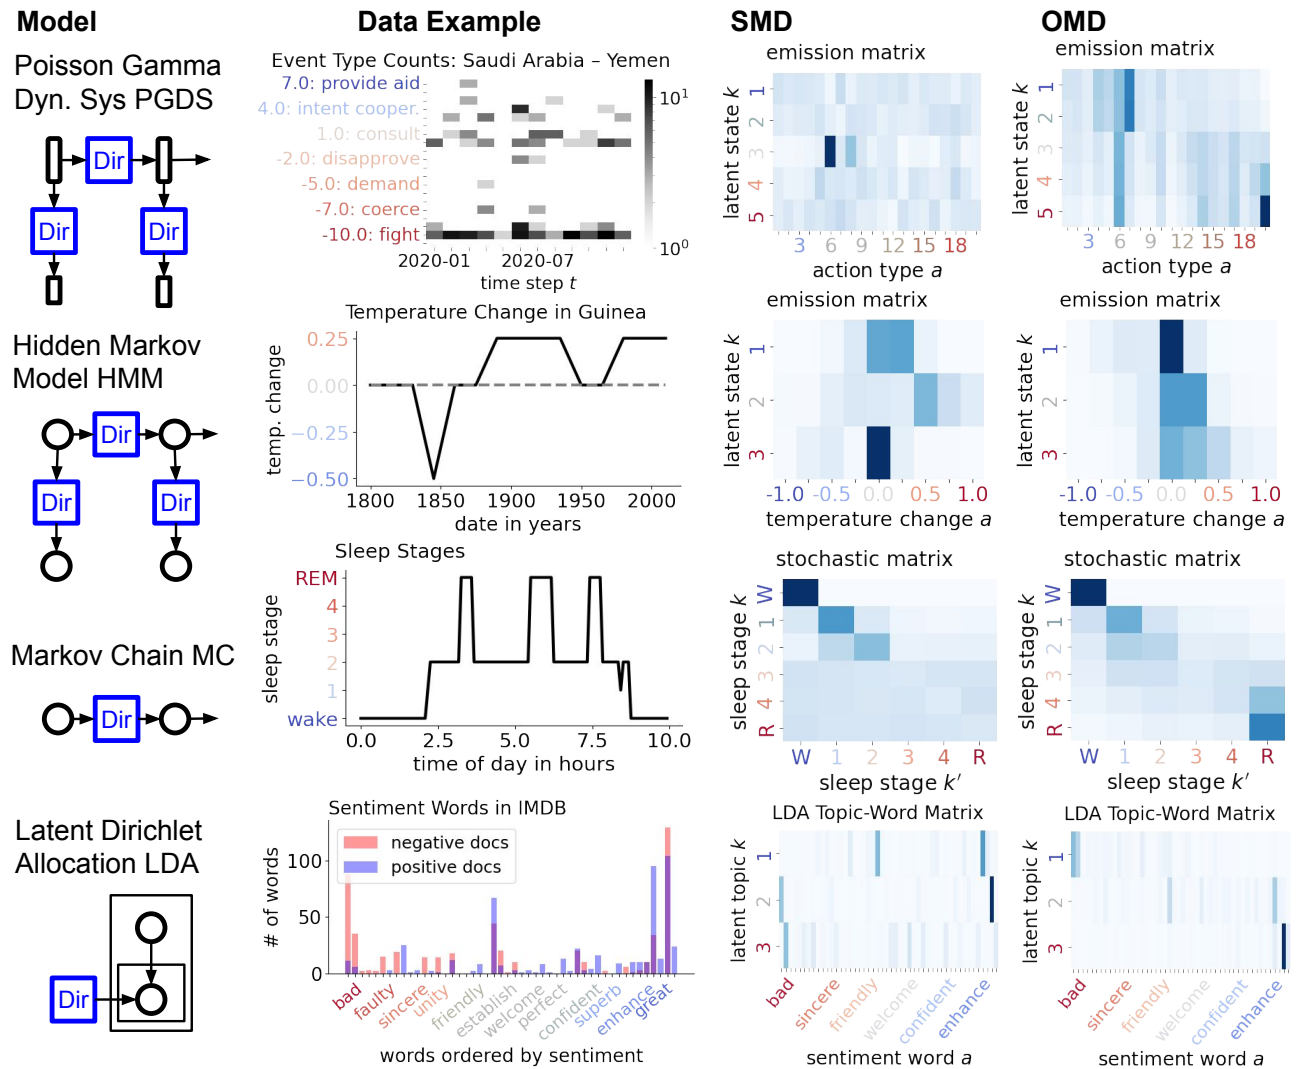 Model
Data Example
SMD
OMD
Poisson Gamma
Dyn. Sys PGDS
Dir
Dir
Dir
Event Type Counts: Saudi Arabia – Yemen
7.0: provide aid
4.0: intent cooper.
1.0: consult
-2.0: disapprove
-5.0: demand
-7.0: coerce
-10.0: fight
2020-01
2020-07
time step t
10¹
10⁰
emission matrix
latent state k
1
2
3
4
5
3
6
9
12
15
18
action type a
emission matrix
latent state k
1
2
3
4
5
3
6
9
12
15
18
action type a
Hidden Markov
Model HMM
Dir
Dir
Dir
Temperature Change in Guinea
temp. change
0.25
0.00
−0.25
−0.50
1800
1850
1900
1950
2000
date in years
emission matrix
latent state k
1
2
3
-1.0
-0.5
0.0
0.5
1.0
temperature change a
emission matrix
latent state k
1
2
3
-1.0
-0.5
0.0
0.5
1.0
temperature change a
Markov Chain MC
Dir
Sleep Stages
sleep stage
REM
4
3
2
1
wake
0.0
2.5
5.0
7.5
10.0
time of day in hours
stochastic matrix
sleep stage k
W
1
2
3
4
R
W
1
2
3
4
R
sleep stage k′
stochastic matrix
sleep stage k
W
1
2
3
4
R
W
1
2
3
4
R
sleep stage k′
Latent Dirichlet
Allocation LDA
Dir
Sentiment Words in IMDB
negative docs
positive docs
# of words
100
50
0
bad
faulty
sincere
unity
friendly
establish
welcome
perfect
confident
superb
enhance
great
words ordered by sentiment
LDA Topic-Word Matrix
latent topic k
1
2
3
bad
sincere
friendly
welcome
confident
enhance
sentiment word a
LDA Topic-Word Matrix
latent topic k
1
2
3
bad
sincere
friendly
welcome
confident
enhance
sentiment word a